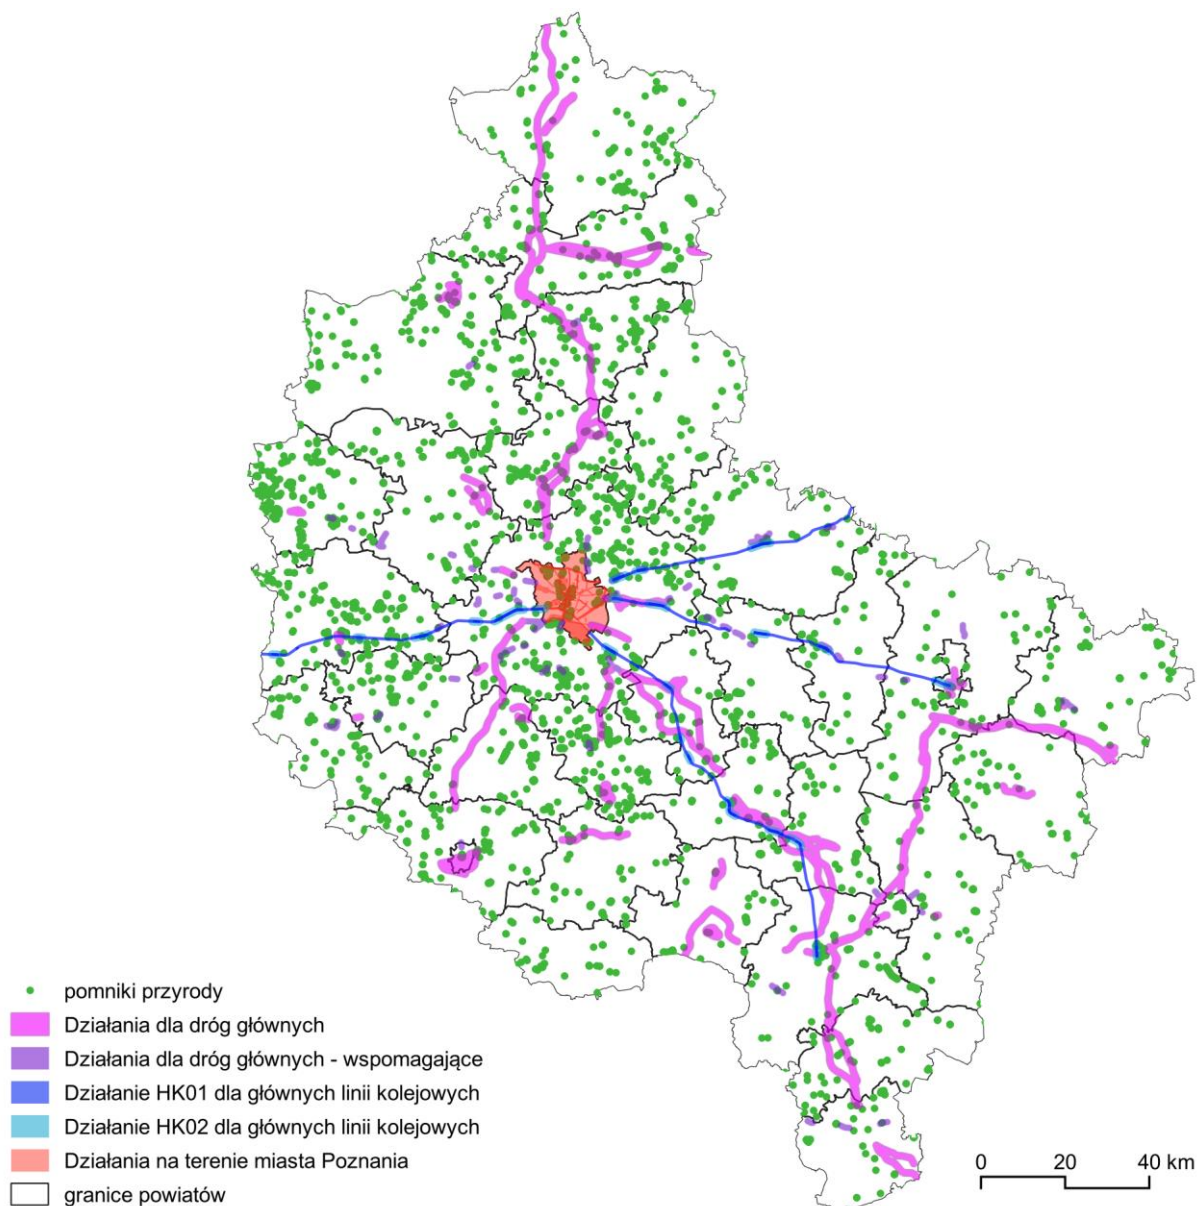 pomniki przyrody
Działania dla dróg głównych
Działania dla dróg głównych - wspomagające
Działanie HK01 dla głównych linii kolejowych
Działanie HK02 dla głównych linii kolejowych
Działania na terenie miasta Poznania
granice powiatów
0 20 40 km